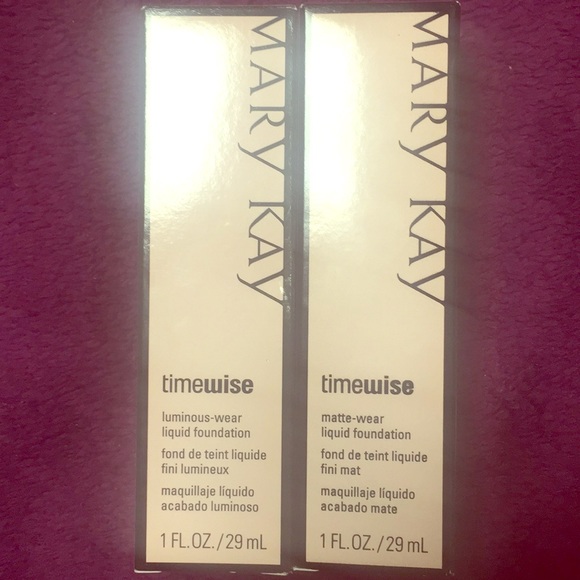 MARY KAY
timewise
luminous-wear
liquid foundation
fond de teint liquide
fini lumineux
maquillaje líquido
acabado luminoso
1 FL.OZ./29 mL
MARY KAY
timewise
matte-wear
liquid foundation
fond de teint liquide
fini mat
maquillaje líquido
acabado mate
1 FL.OZ./29 mL